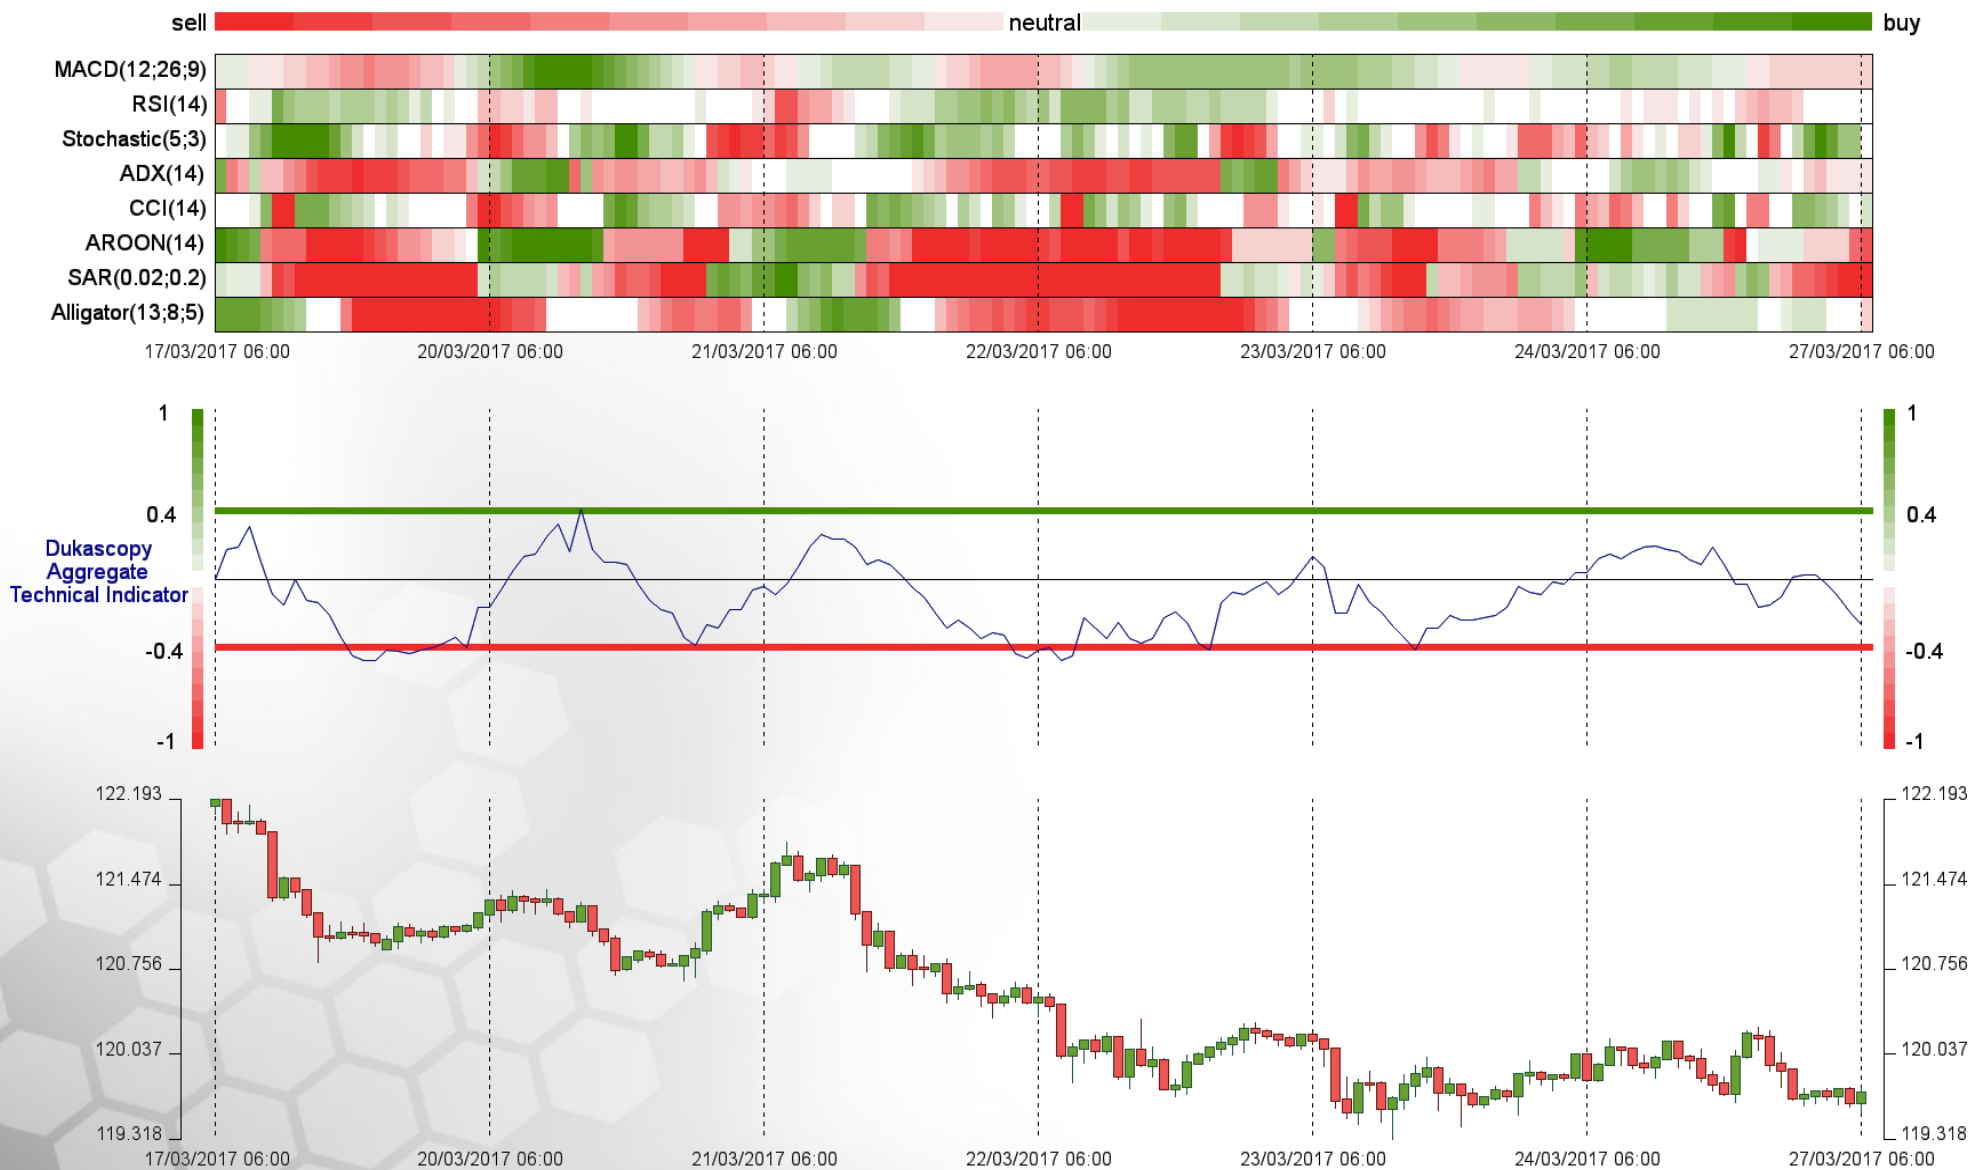 sell neutral buy
MACD(12;26;9)
RSI(14)
Stochastic(5;3)
ADX(14)
CCI(14)
AROON(14)
SAR(0.02;0.2)
Alligator(13;8;5)
17/03/2017 06:00 20/03/2017 06:00 21/03/2017 06:00 22/03/2017 06:00 23/03/2017 06:00 24/03/2017 06:00 27/03/2017 06:00
1 1
0.4 0.4
Dukascopy
Aggregate
Technical Indicator
-0.4 -0.4
-1 -1
122.193 122.193
121.474 121.474
120.756 120.756
120.037 120.037
119.318 119.318
17/03/2017 06:00 20/03/2017 06:00 21/03/2017 06:00 22/03/2017 06:00 23/03/2017 06:00 24/03/2017 06:00 27/03/2017 06:00